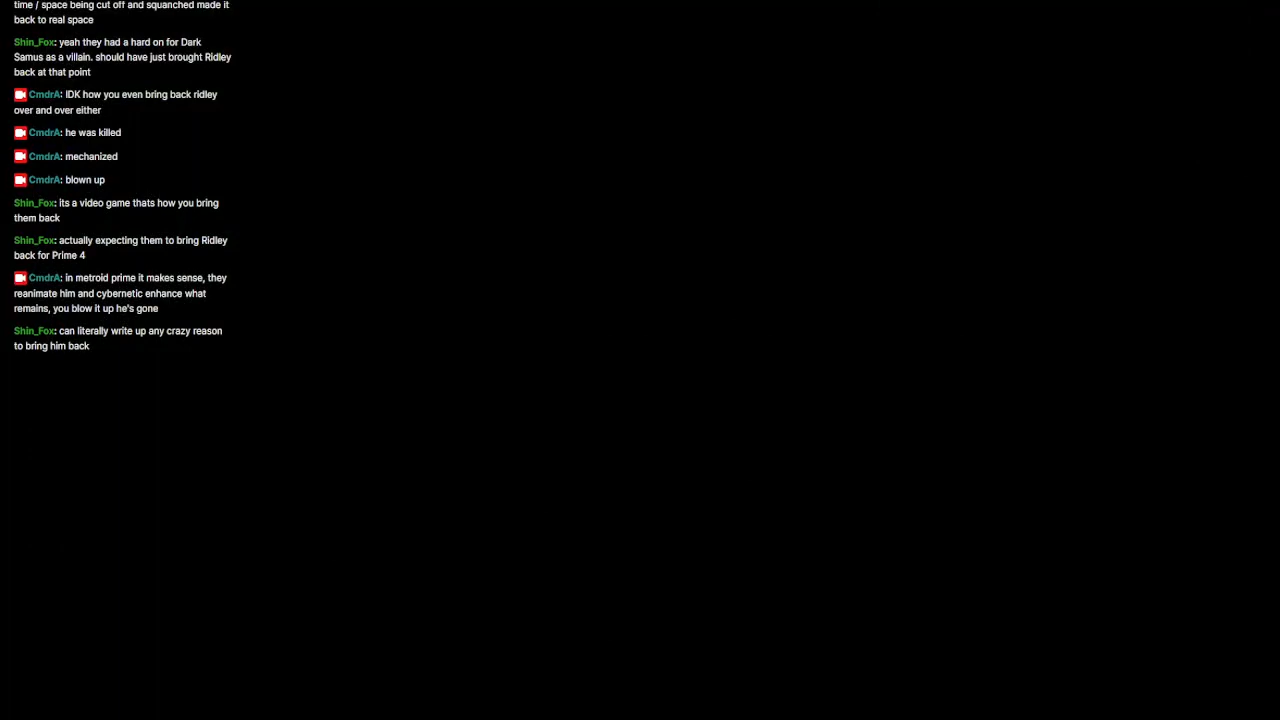 time / space being cut off and squanched made it
back to real space
Shin_Fox: yeah they had a hard on for Dark
Samus as a villain. should have just brought Ridley
back at that point
CmdrA: IDK how you even bring back ridley
over and over either
CmdrA: he was killed
CmdrA: mechanized
CmdrA: blown up
Shin_Fox: its a video game thats how you bring
them back
Shin_Fox: actually expecting them to bring Ridley
back for Prime 4
CmdrA: in metroid prime it makes sense, they
reanimate him and cybernetic enhance what
remains, you blow it up he's gone
Shin_Fox: can literally write up any crazy reason
to bring him back